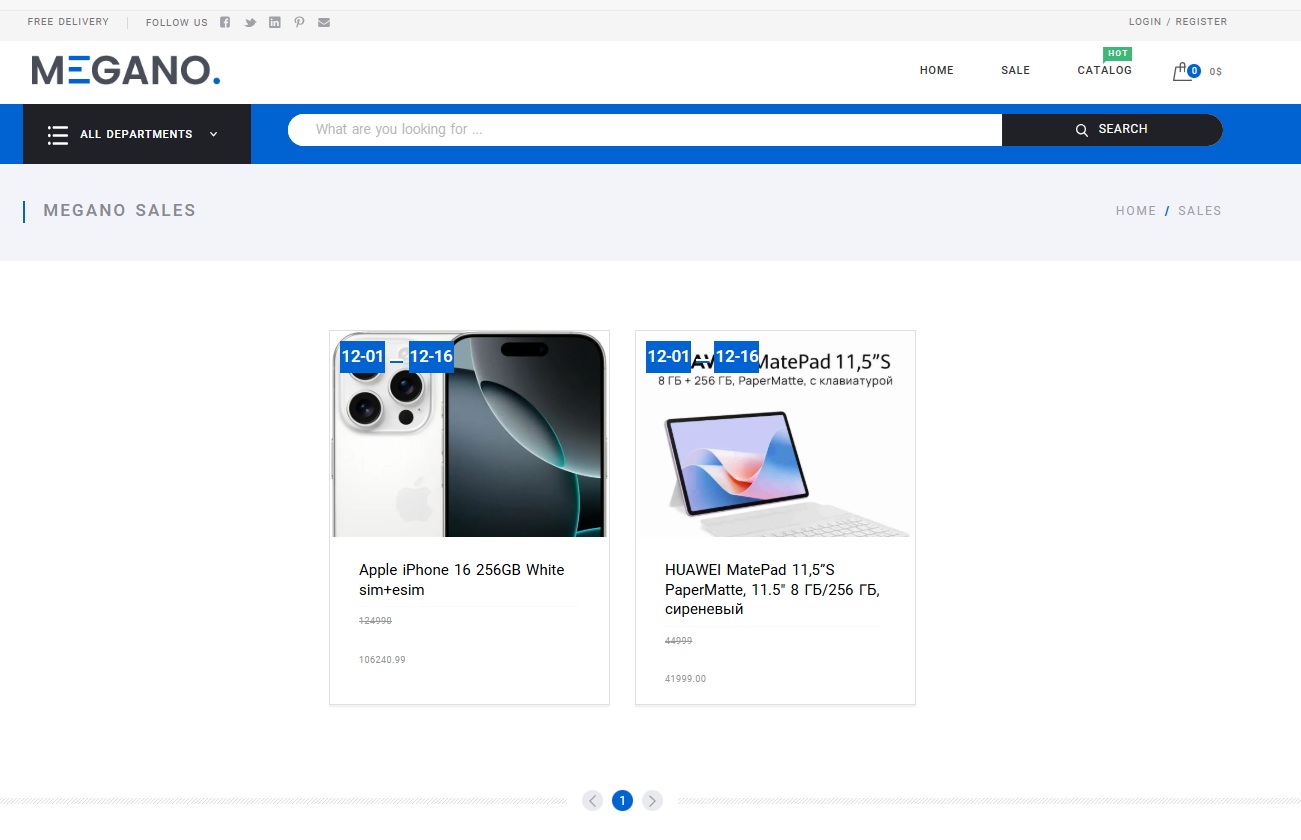 FREE DELIVERY
FOLLOW US
LOGIN / REGISTER
MEGANO.
HOME
SALE
HOT
CATALOG
0
0$
ALL DEPARTMENTS
What are you looking for ...
SEARCH
MEGANO SALES
HOME / SALES
12-01 — 12-16
12-01 — 12-16
MatePad 11,5”S
8 ГБ + 256 ГБ, PaperMatte, с клавиатурой
Apple iPhone 16 256GB White
sim+esim
124990
106240.99
HUAWEI MatePad 11,5”S
PaperMatte, 11.5" 8 ГБ/256 ГБ,
сиреневый
44999
41999.00
1